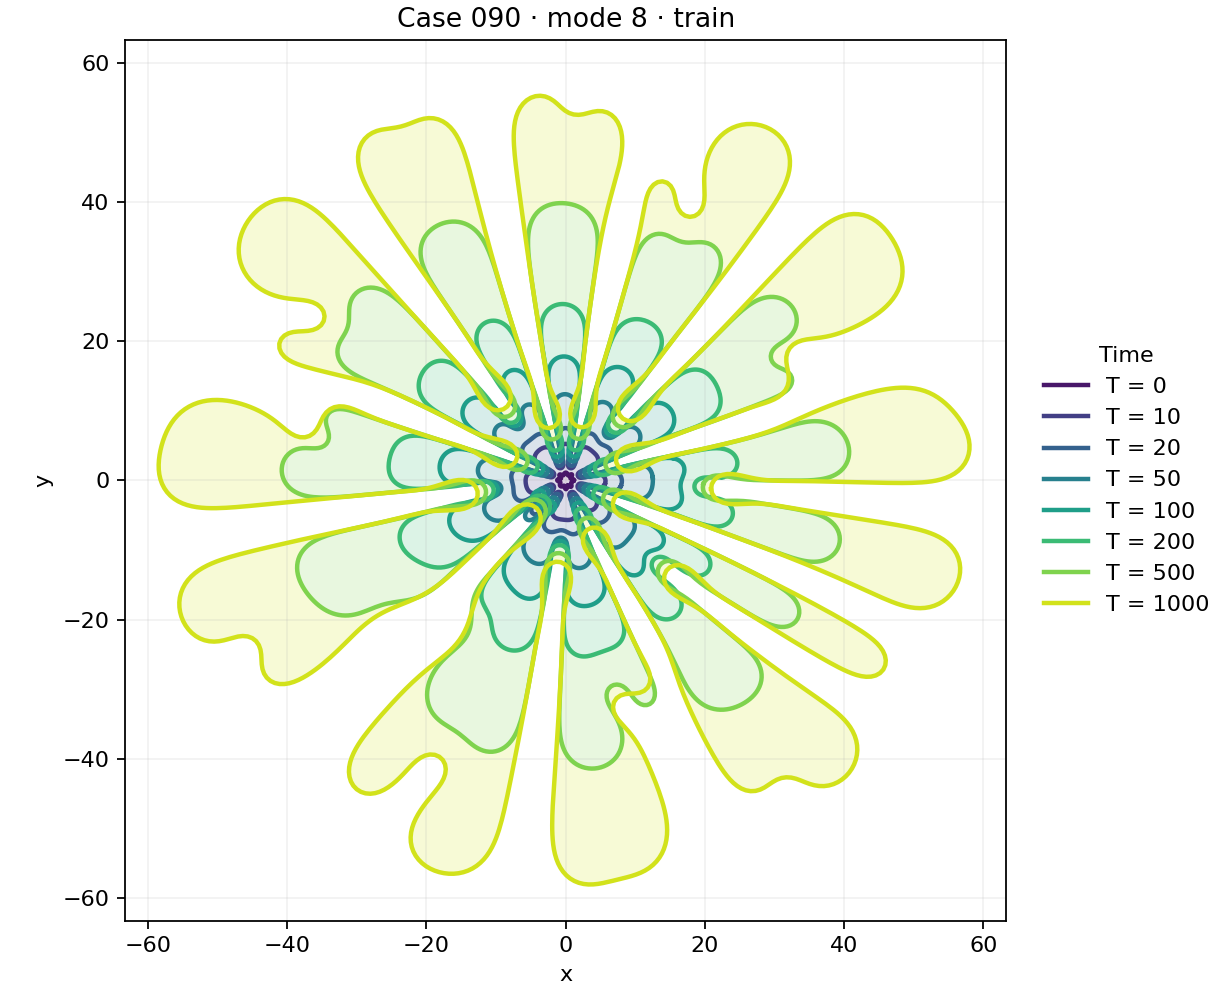 Case 090 · mode 8 · train
y
60
40
20
0
−20
−40
−60
−60 −40 −20 0 20 40 60
x
Time
T = 0
T = 10
T = 20
T = 50
T = 100
T = 200
T = 500
T = 1000